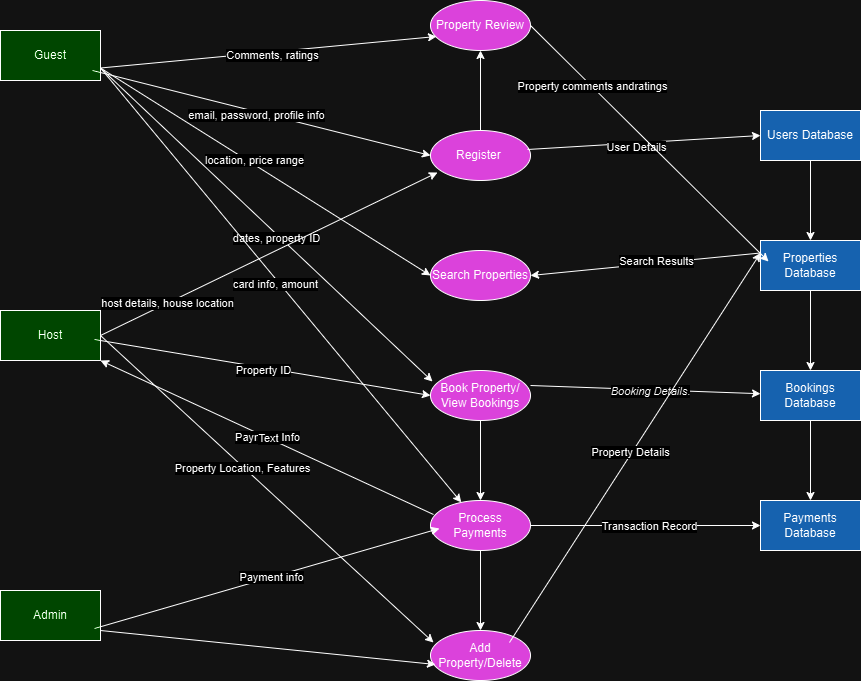 Property Review
Guest
Comments, ratings
Property comments andratings
email, password, profile info
Users Database
Register
User Details
location, price range
dates, property ID
Search Results
Properties
Database
Search Properties
card info, amount
host details, house location
Host
Property ID
Book Property/
View Bookings
Booking Details.
Bookings
Database
Text Info
Property Details
Property Location, Features
Process
Payments
Transaction Record
Payments
Database
Payment info
Admin
Add
Property/Delete